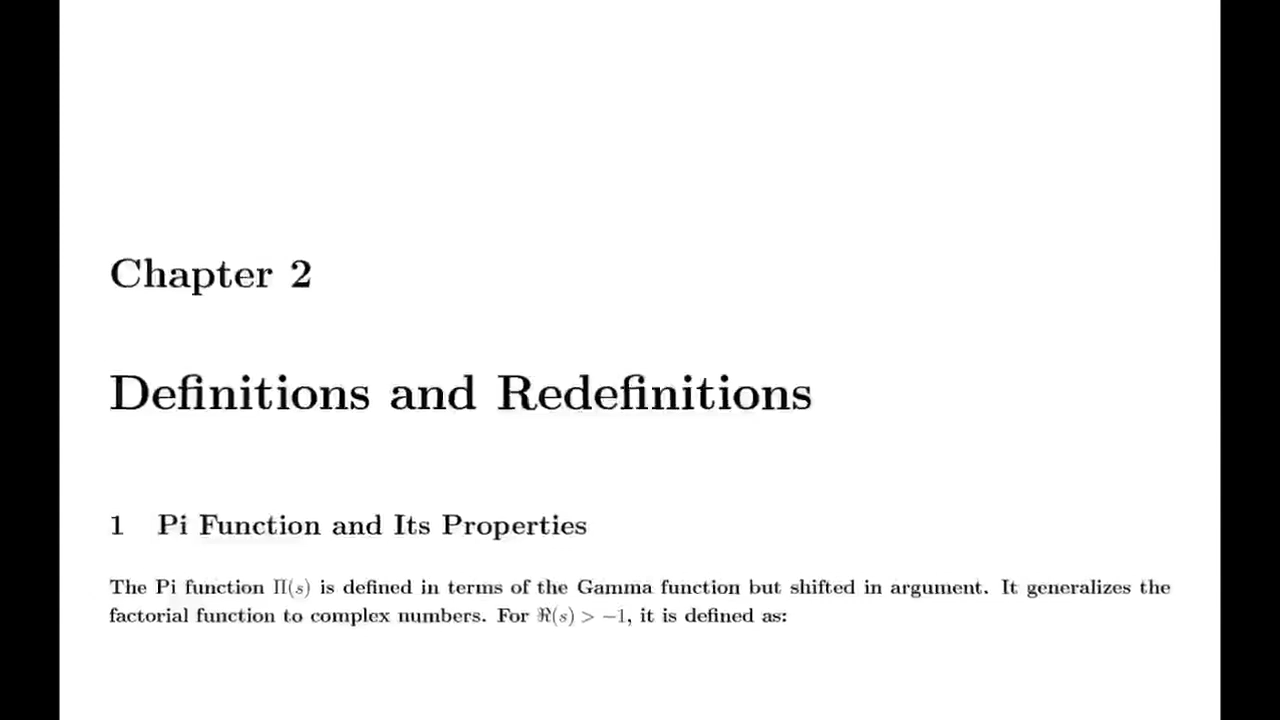 Chapter 2
Definitions and Redefinitions
1 Pi Function and Its Properties
The Pi function Π(s) is defined in terms of the Gamma function but shifted in argument. It generalizes the
factorial function to complex numbers. For ℜ(s) > −1, it is defined as: